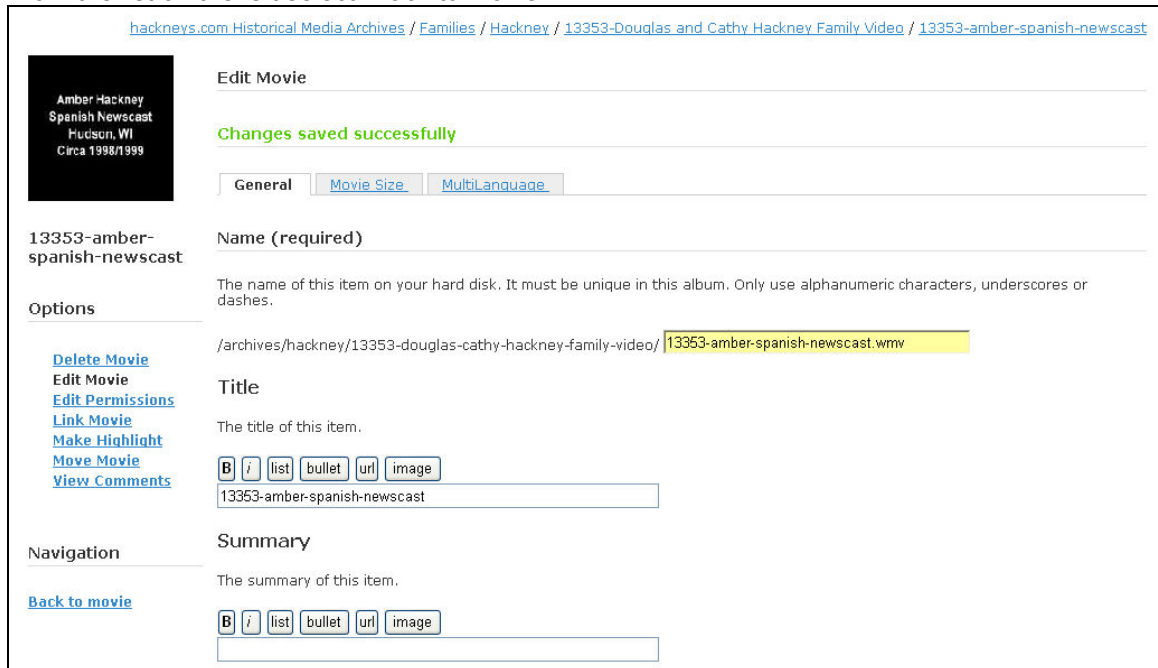 hackneys.com Historical Media Archives / Families / Hackney / 13353-Douglas and Cathy Hackney Family Video / 13353-amber-spanish-newscast
Amber Hackney
Spanish Newscast
Hudson, WI
Circa 1998/1999
13353-amber-
spanish-newscast
Options
Delete Movie
Edit Movie
Edit Permissions
Link Movie
Make Highlight
Move Movie
View Comments
Navigation
Back to movie
Edit Movie
Changes saved successfully
General Movie Size MultiLanguage
Name (required)
The name of this item on your hard disk. It must be unique in this album. Only use alphanumeric characters, underscores or
dashes.
/archives/hackney/13353-douglas-cathy-hackney-family-video/ 13353-amber-spanish-newscast.wmv
Title
The title of this item.
B i list bullet url image
13353-amber-spanish-newscast
Summary
The summary of this item.
B i list bullet url image